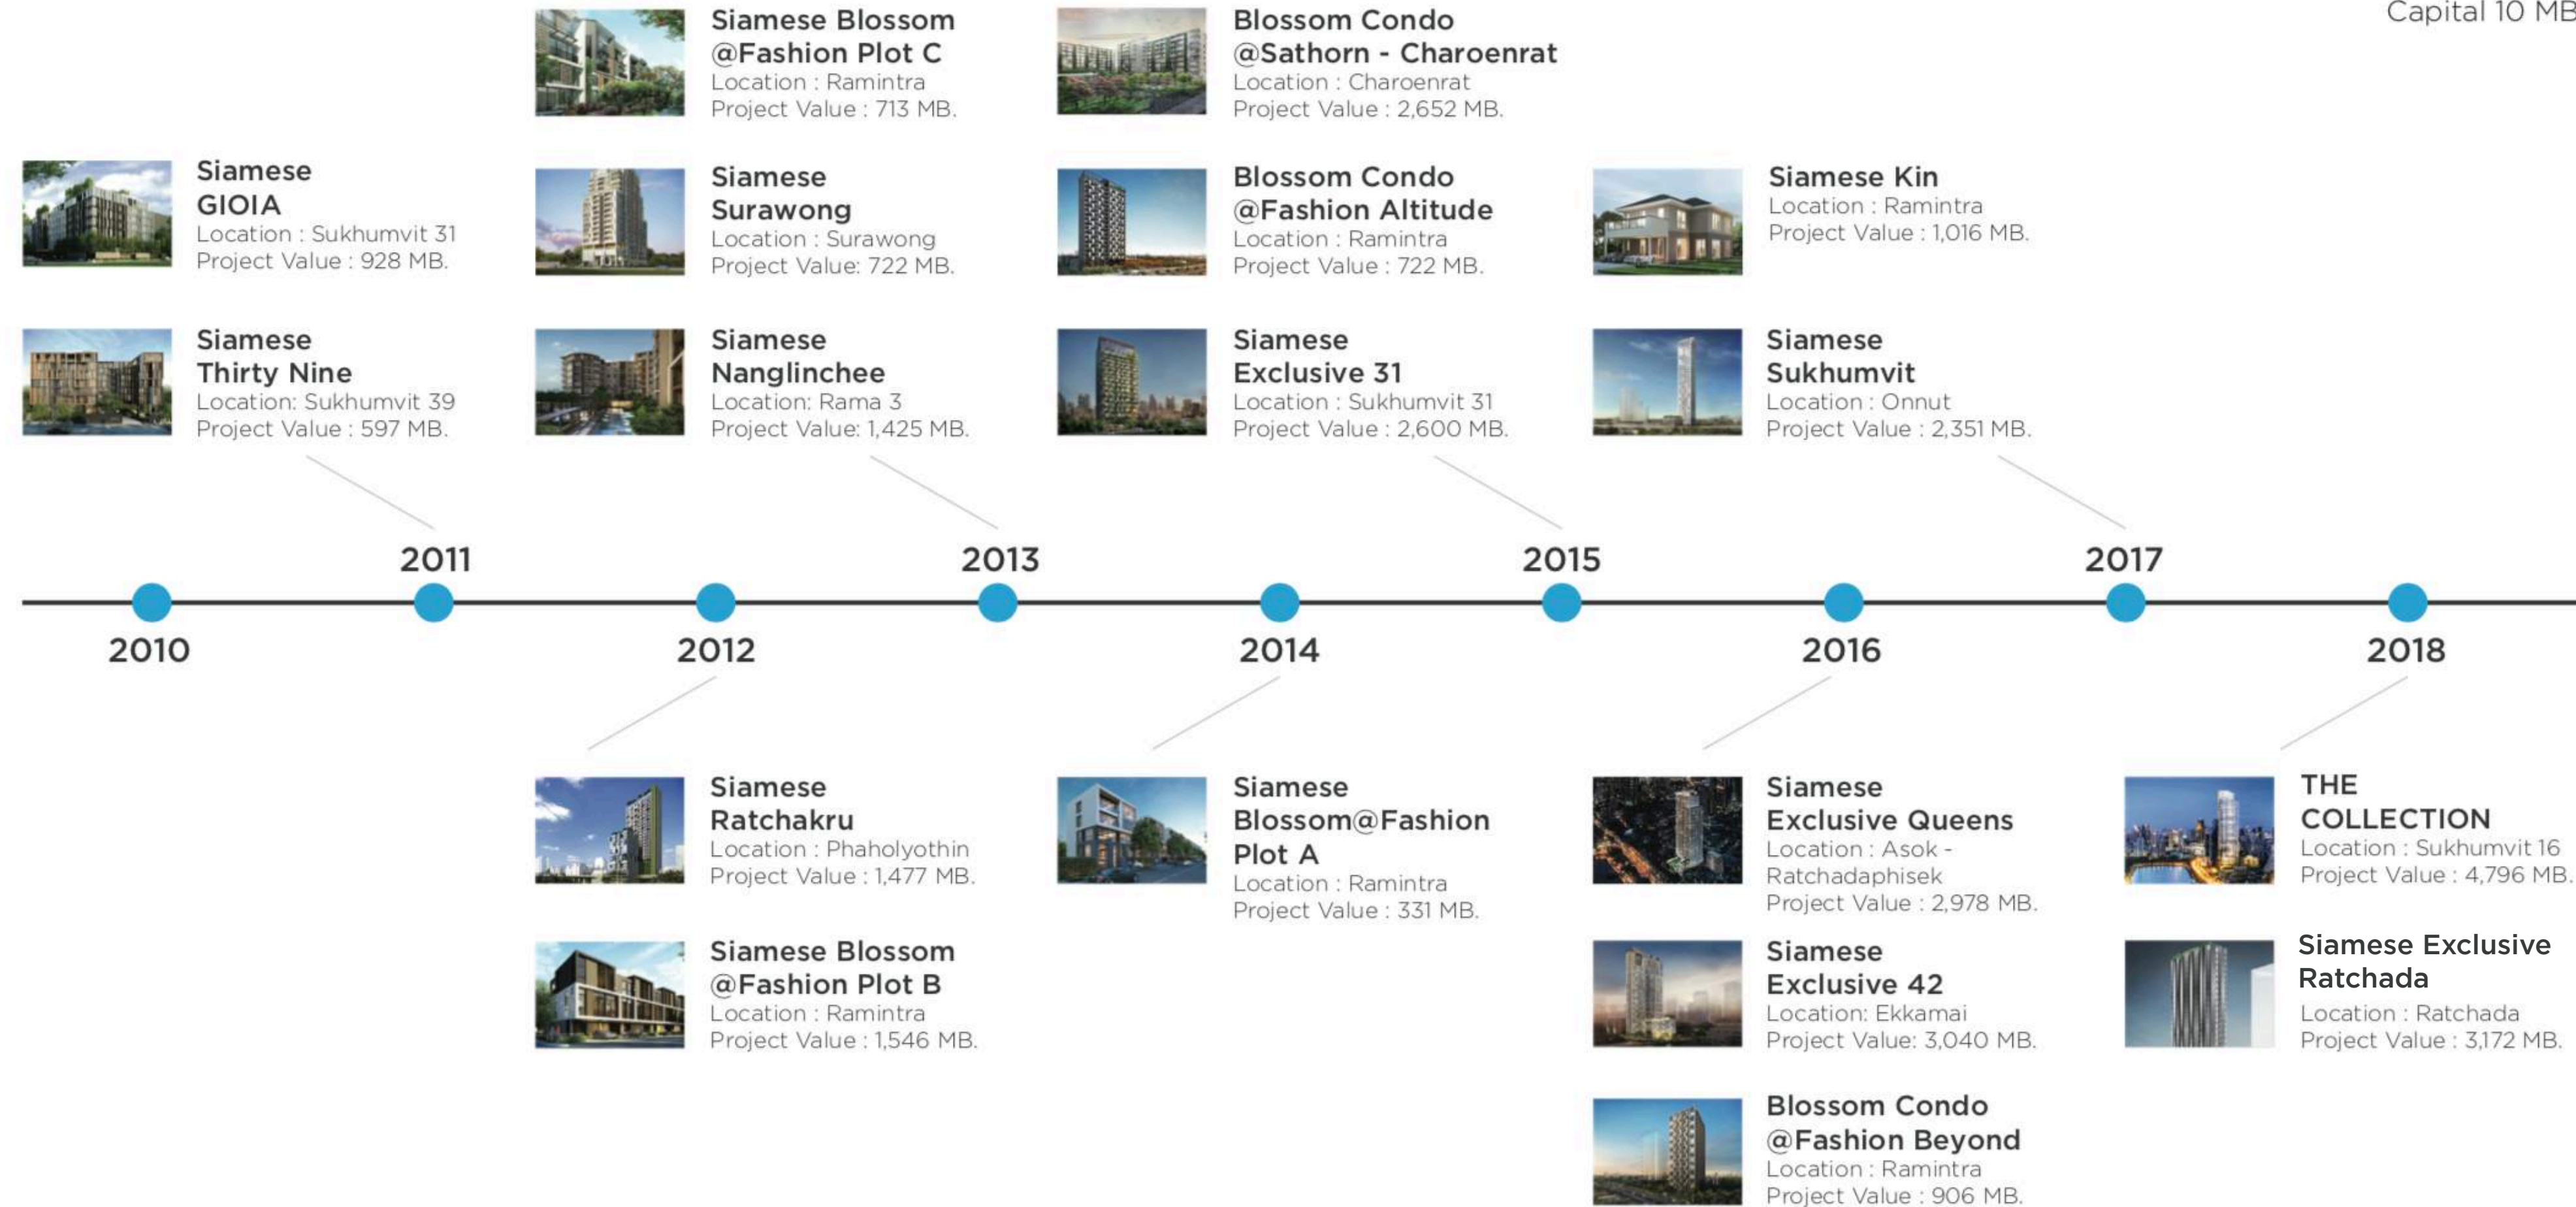 Capital 10 MB
Siamese Blossom
@Fashion Plot C
Location : Ramintra
Project Value : 713 MB.
Blossom Condo
@Sathorn - Charoenrat
Location : Charoenrat
Project Value : 2,652 MB.
Siamese
GIOIA
Location : Sukhumvit 31
Project Value : 928 MB.
Siamese
Surawong
Location : Surawong
Project Value: 722 MB.
Blossom Condo
@Fashion Altitude
Location : Ramintra
Project Value : 722 MB.
Siamese Kin
Location : Ramintra
Project Value : 1,016 MB.
Siamese
Thirty Nine
Location: Sukhumvit 39
Project Value : 597 MB.
Siamese
Nanglinchee
Location: Rama 3
Project Value: 1,425 MB.
Siamese
Exclusive 31
Location : Sukhumvit 31
Project Value : 2,600 MB.
Siamese
Sukhumvit
Location : Onnut
Project Value : 2,351 MB.
2011
2013
2015
2017
2010
2012
2014
2016
2018
Siamese
Ratchakru
Location : Phaholyothin
Project Value : 1,477 MB.
Siamese
Blossom@Fashion
Plot A
Location : Ramintra
Project Value : 331 MB.
Siamese
Exclusive Queens
Location : Asok -
Ratchadaphisek
Project Value : 2,978 MB.
THE
COLLECTION
Location : Sukhumvit 16
Project Value : 4,796 MB.
Siamese Blossom
@Fashion Plot B
Location : Ramintra
Project Value : 1,546 MB.
Siamese
Exclusive 42
Location: Ekkamai
Project Value: 3,040 MB.
Siamese Exclusive
Ratchada
Location : Ratchada
Project Value : 3,172 MB.
Blossom Condo
@Fashion Beyond
Location : Ramintra
Project Value : 906 MB.